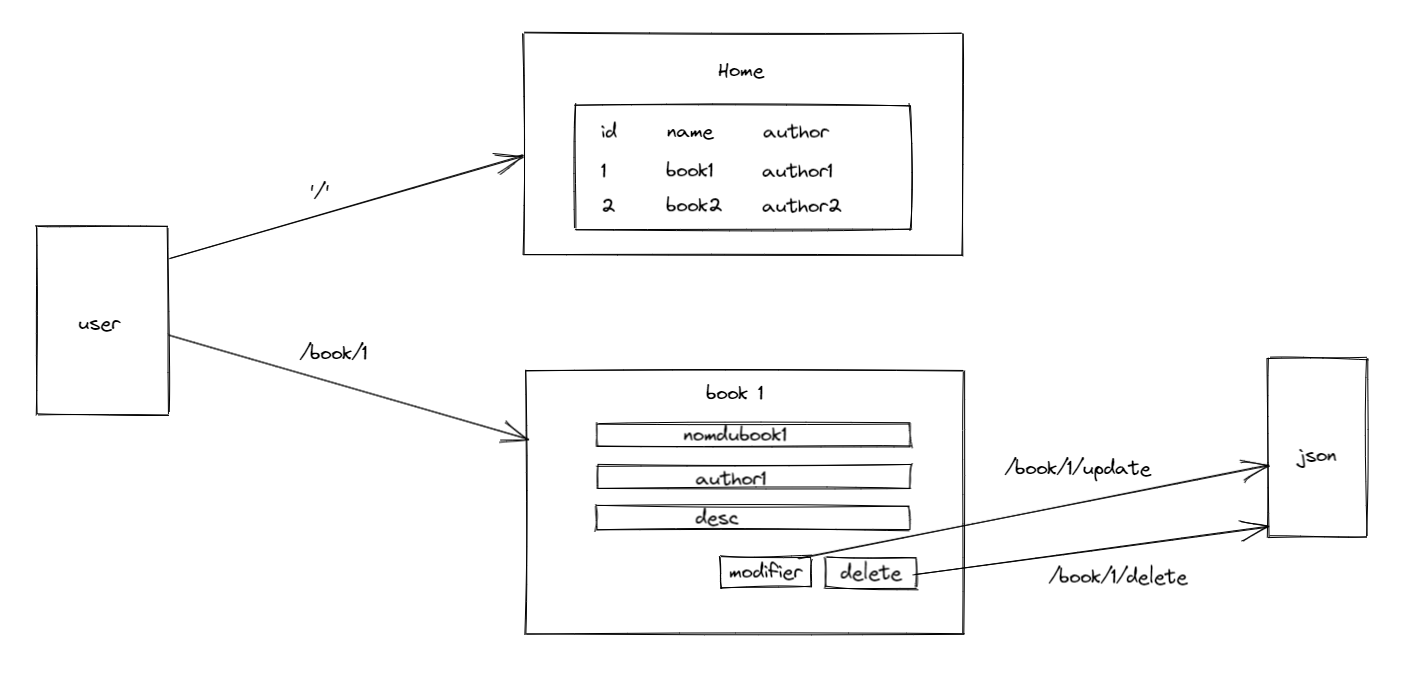 Home
id name author
1 book1 author1
2 book2 author2
'/'
user
/book/1
book 1
nomdubook1
author1
desc
modifier delete
/book/1/update
json
/book/1/delete